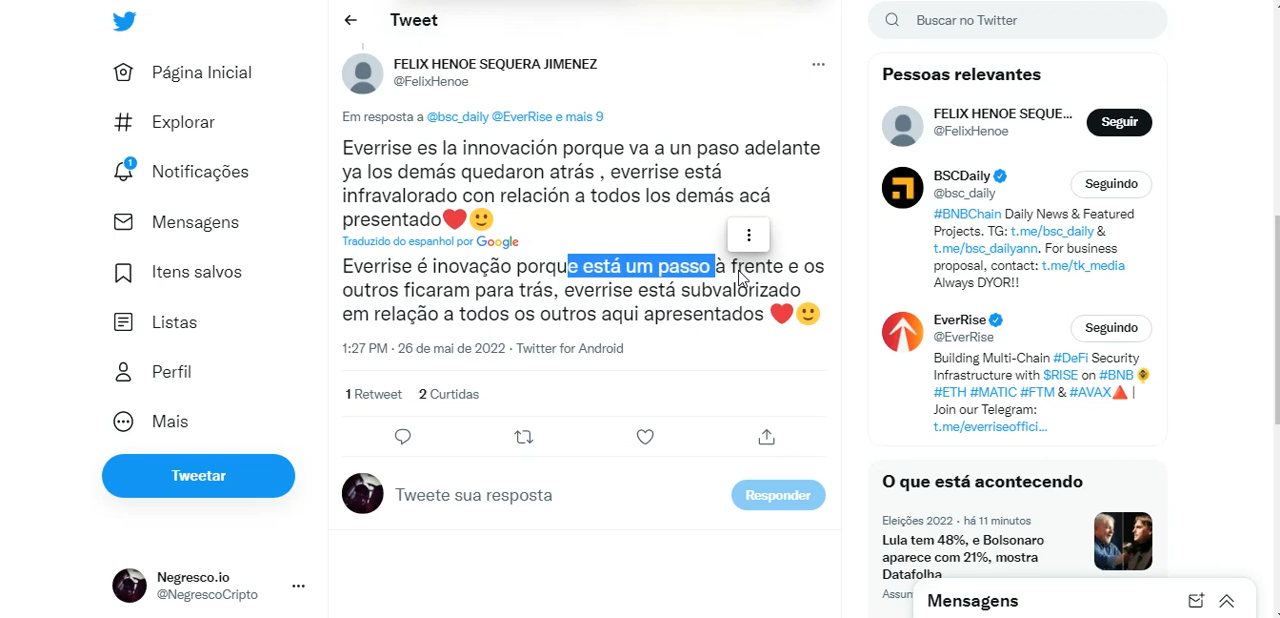 Página Inicial
Explorar
1
Notificações
Mensagens
Itens salvos
Listas
Perfil
Mais
Tweetar
Negresco.io
@NegrescoCripto
Tweet
FELIX HENOE SEQUERA JIMENEZ
@FelixHenoe
Em resposta a @bsc_daily @EverRise e mais 9
Everrise es la innovación porque va a un paso adelante
ya los demás quedaron atrás , everrise está
infravalorado con relación a todos los demás acá
presentado❤️🙂
Traduzido do espanhol por Google
Everrise é inovação porque está um passo à frente e os
outros ficaram para trás, everrise está subvalorizado
em relação a todos os outros aqui apresentados ❤️🙂
1:27 PM · 26 de mai de 2022 · Twitter for Android
1 Retweet 2 Curtidas
Tweete sua resposta
Responder
Buscar no Twitter
Pessoas relevantes
FELIX HENOE SEQUE...
@FelixHenoe
Seguir
BSCDaily
@bsc_daily
Seguindo
#BNBChain Daily News & Featured
Projects. TG: t.me/bsc_daily &
t.me/bsc_dailyann. For business
proposal, contact: t.me/tk_media
Always DYOR!!
EverRise
@EverRise
Seguindo
Building Multi-Chain #DeFi Security
Infrastructure with $RISE on #BNB
#ETH #MATIC #FTM & #AVAX🔺 |
Join our Telegram:
t.me/everriseoffici...
O que está acontecendo
Eleições 2022 · há 11 minutos
Lula tem 48%, e Bolsonaro
aparece com 21%, mostra
Datafolha
Assun
Mensagens